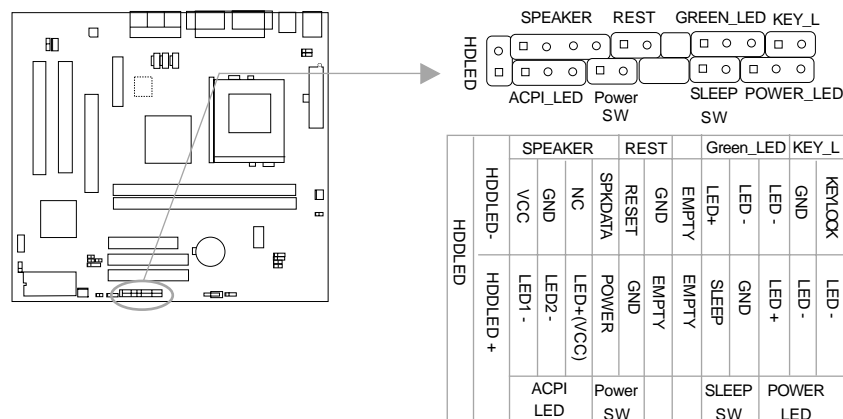 SPEAKER REST GREEN_LED KEY_L
HDLED
ACPI_LED Power SW SLEEP SW POWER_LED
SPEAKER REST Green_LED KEY_L
HDDLED
HDDLED- VCC GND NC SPKDATA RESET GND EMPTY LED+ LED - LED - GND KEYLOCK
HDDLED + LED1 - LED2 - LED+(VCC) POWER GND EMPTY EMPTY SLEEP GND LED + LED - LED -
ACPI LED Power SW SLEEP SW POWER LED